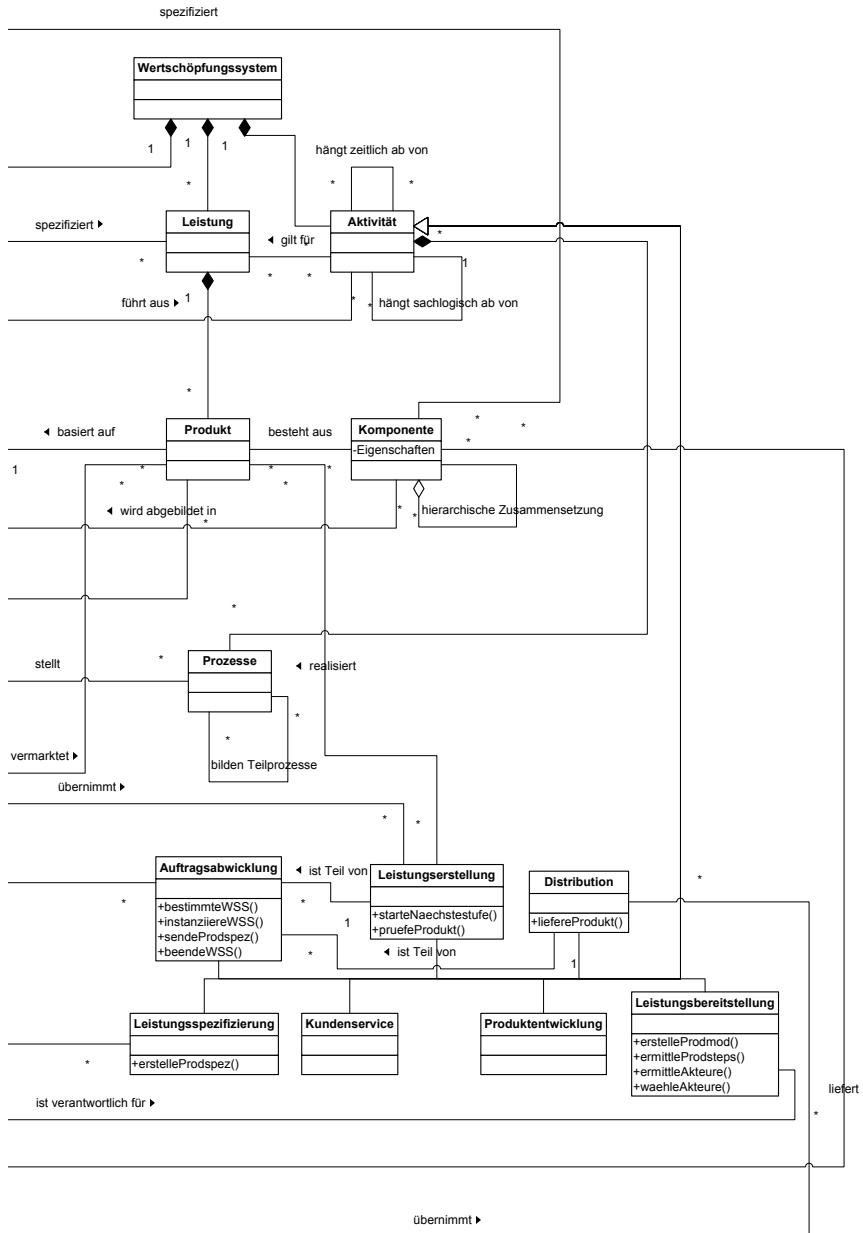 spezifiziert
Wertschöpfungssystem
1
1
1
hängt zeitlich ab von
*
*
*
spezifiziert ▶
Leistung
Aktivität
*
◀ gilt für
*
*
*
*
1
führt aus ▶
1
*
*
hängt sachlogisch ab von
*
*
*
◀ basiert auf
Produkt
besteht aus
Komponente
*
-Eigenschaften
1
*
*
*
*
*
◀ wird abgebildet in
*
*
*
hierarchische Zusammensetzung
*
stellt
*
Prozesse
◀ realisiert
*
*
vermarktet ▶
bilden Teilprozesse
übernimmt ▶
*
*
Auftragsabwicklung
◀ ist Teil von
Leistungserstellung
Distribution
*
*
*
+bestimmteWSS()
+instanziiereWSS()
+sendeProdspez()
+beendeWSS()
1
+starteNaechstestufe()
+pruefeProdukt()
+liefereProdukt()
*
◀ ist Teil von
1
Leistungsspezifizierung
Kundenservice
Produktentwicklung
Leistungsbereitstellung
+erstelleProdspez()
+erstelleProdmod()
+ermittleProdsteps()
+ermittleAkteure()
+waehleAkteure()
*
ist verantwortlich für ▶
liefert
*
übernimmt ▶